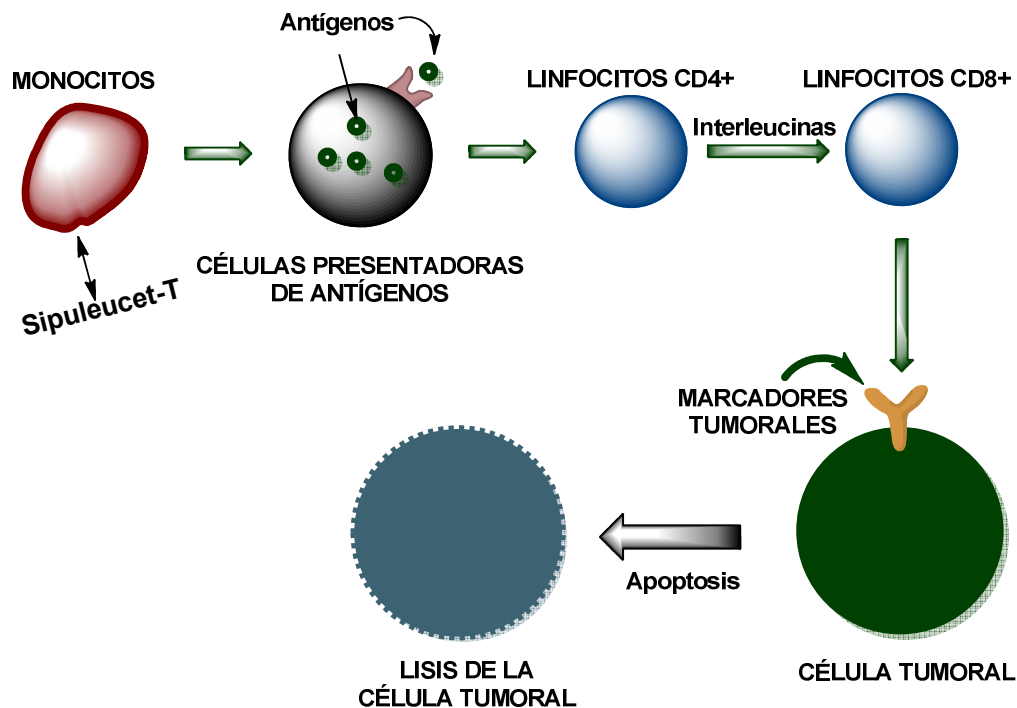 Antígenos
MONOCITOS
LINFOCITOS CD4+
LINFOCITOS CD8+
Interleucinas
CÉLULAS PRESENTADORAS
DE ANTÍGENOS
Sipuleucet-T
MARCADORES
TUMORALES
Apoptosis
LISIS DE LA
CÉLULA TUMORAL
CÉLULA TUMORAL